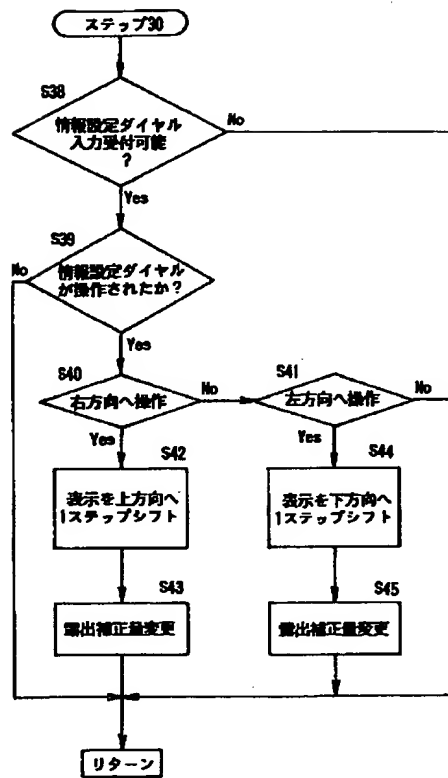 ステップ30
S38
情報設定ダイヤル
入力受付可能
?
No
Yes
S39
No
情報設定ダイヤル
が操作されたか?
Yes
S40
右方向へ操作
No
S41
左方向へ操作
No
Yes
S42
Yes
S44
表示を上方向へ
1ステップシフト
表示を下方向へ
1ステップシフト
S43
S45
露出補正量変更
露出補正量変更
リターン